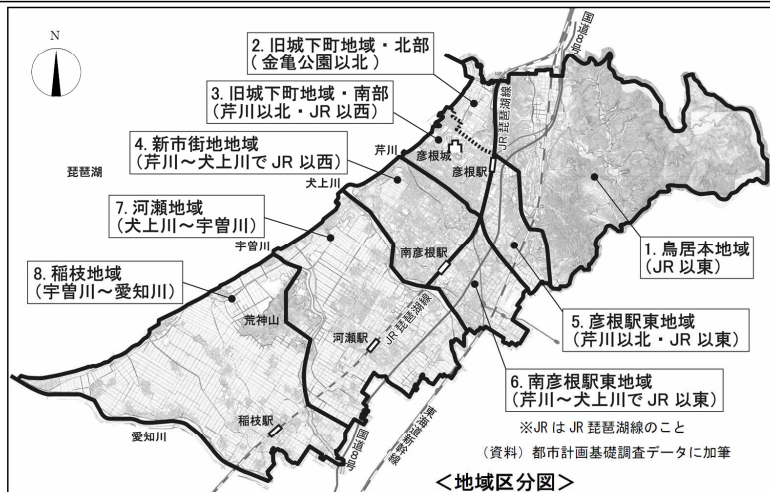 N
国道8号
2. 旧城下町地域・北部
(金亀公園以北)
JR琵琶湖線
3. 旧城下町地域・南部
(芹川以北・JR以西)
4. 新市街地地域
(芹川～犬上川でJR以西)
芹川
彦根城
彦根駅
琵琶湖
犬上川
7. 河瀬地域
(犬上川～宇曽川)
宇曽川
南彦根駅
1. 鳥居本地域
(JR以東)
8. 稲枝地域
(宇曽川～愛知川)
荒神山
河瀬駅
JR琵琶湖線
5. 彦根駅東地域
(芹川以北・JR以東)
6. 南彦根駅東地域
(芹川～犬上川でJR以東)
稲枝駅
愛知川
国道8号
東海道新幹線
※JRはJR琵琶湖線のこと
(資料)都市計画基礎調査データに加筆
＜地域区分図＞